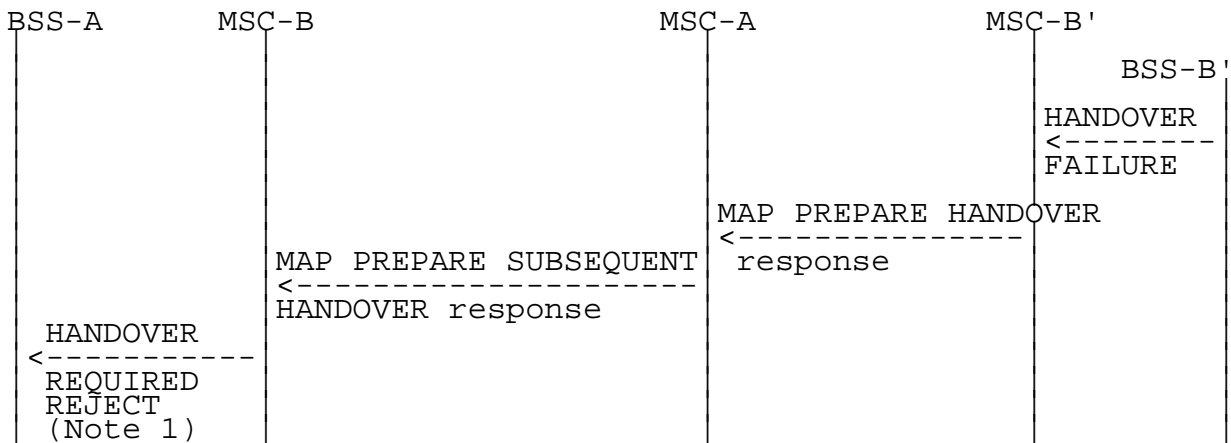 BSS-A MSC-B MSC-A MSC-B'
BSS-B'
HANDOVER
FAILURE
MAP PREPARE HANDOVER
response
MAP PREPARE SUBSEQUENT
HANDOVER response
HANDOVER
REQUIRED
REJECT
(Note 1)